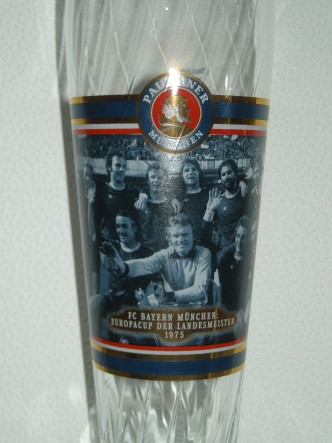 PAULANER
MÜNCHEN
FC BAYERN MÜNCHEN:
EUROPACUP DER LANDESMEISTER
1975